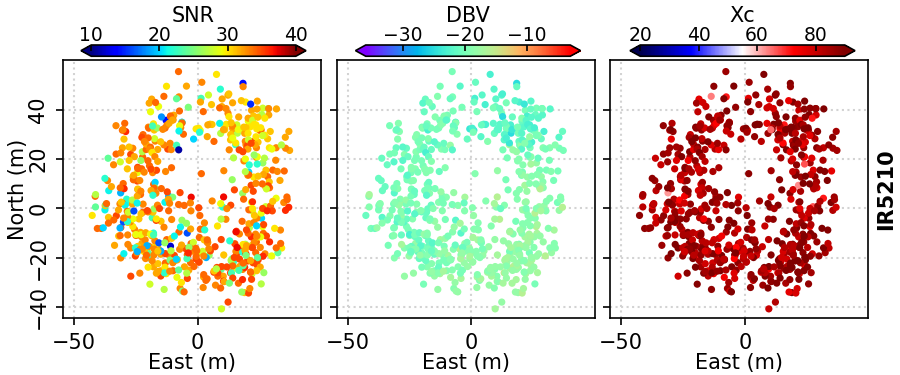 SNR
10 20 30 40
DBV
−30 −20 −10
Xc
20 40 60 80
North (m)
40
20
0
−20
−40
−50 0
East (m)
−50 0
East (m)
−50 0
East (m)
IR5210